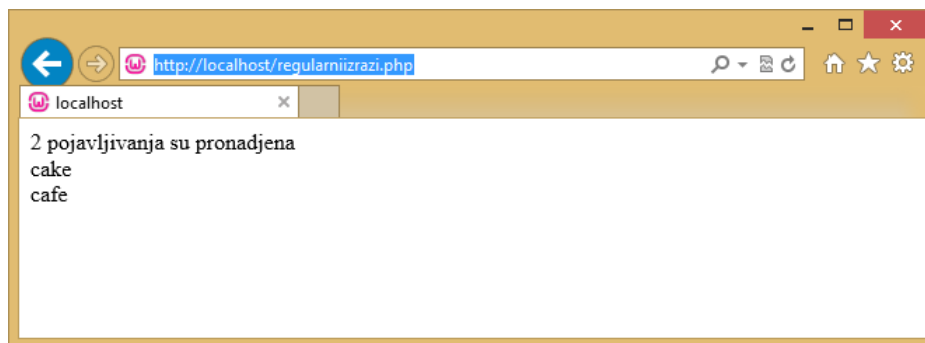 http://localhost/regularniizrazi.php
localhost
2 pojavljivanja su pronadjena
cake
cafe